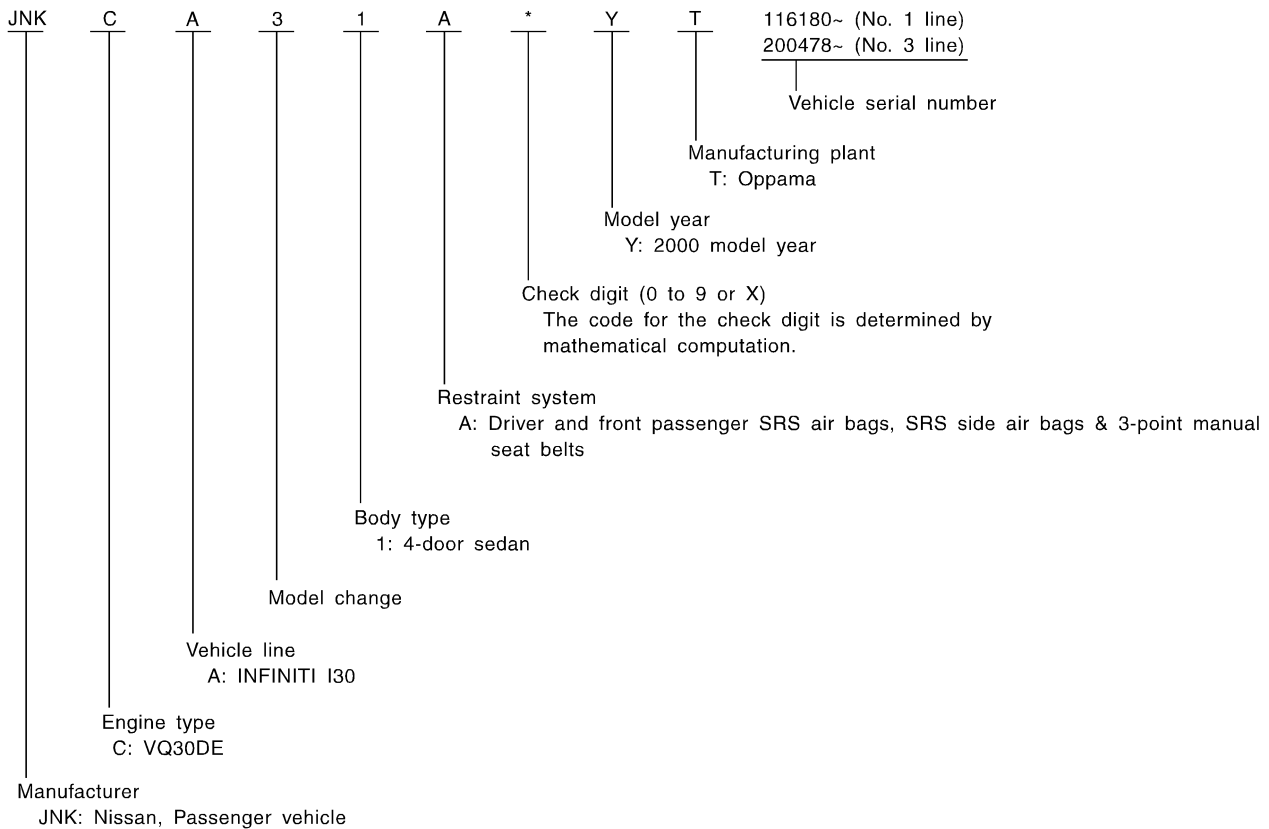 JNK C A 3 1 A * Y T 116180~ (No. 1 line)
200478~ (No. 3 line)
Vehicle serial number
Manufacturing plant
T: Oppama
Model year
Y: 2000 model year
Check digit (0 to 9 or X)
The code for the check digit is determined by
mathematical computation.
Restraint system
A: Driver and front passenger SRS air bags, SRS side air bags & 3-point manual
seat belts
Body type
1: 4-door sedan
Model change
Vehicle line
A: INFINITI I30
Engine type
C: VQ30DE
Manufacturer
JNK: Nissan, Passenger vehicle